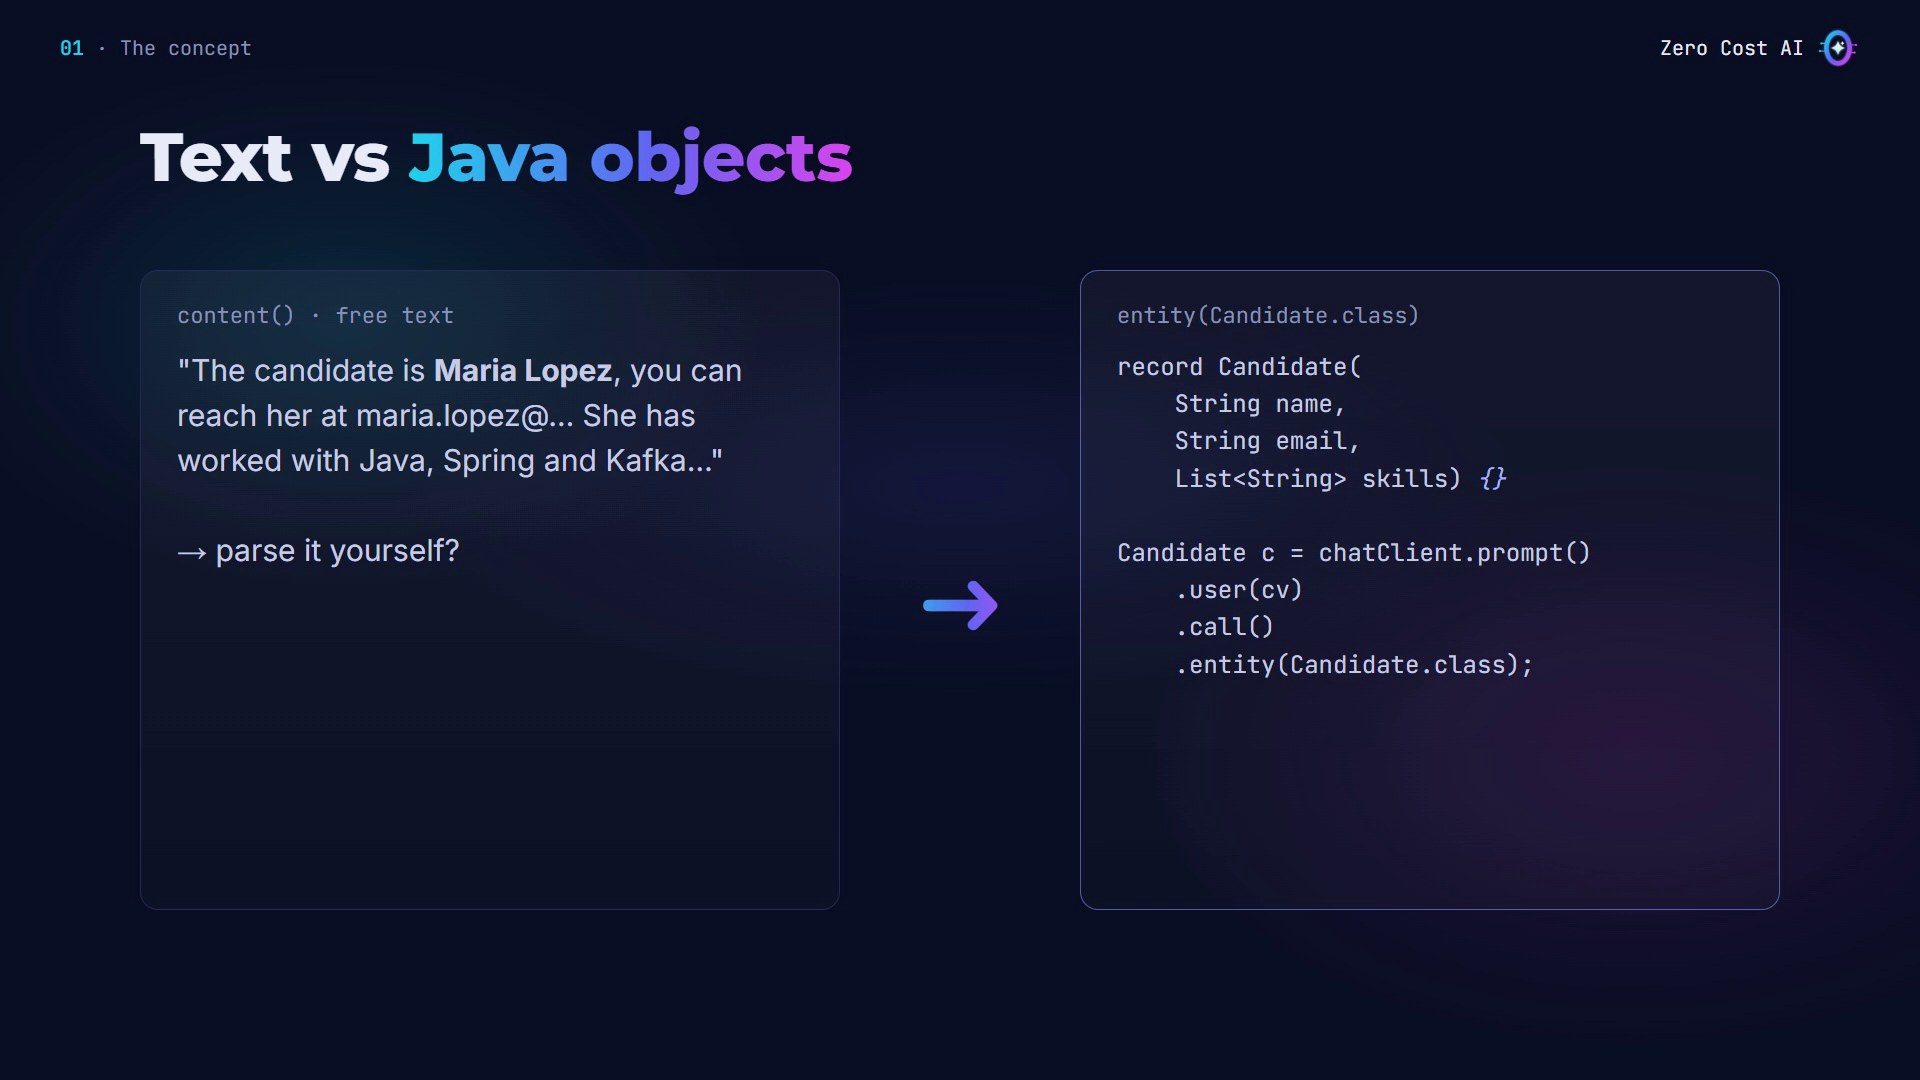 01 · The concept
Zero Cost AI
Text vs Java objects
content() · free text
"The candidate is Maria Lopez, you can
reach her at maria.lopez@... She has
worked with Java, Spring and Kafka..."
→ parse it yourself?
entity(Candidate.class)
record Candidate(
    String name,
    String email,
    List<String> skills) {}
Candidate c = chatClient.prompt()
    .user(cv)
    .call()
    .entity(Candidate.class);